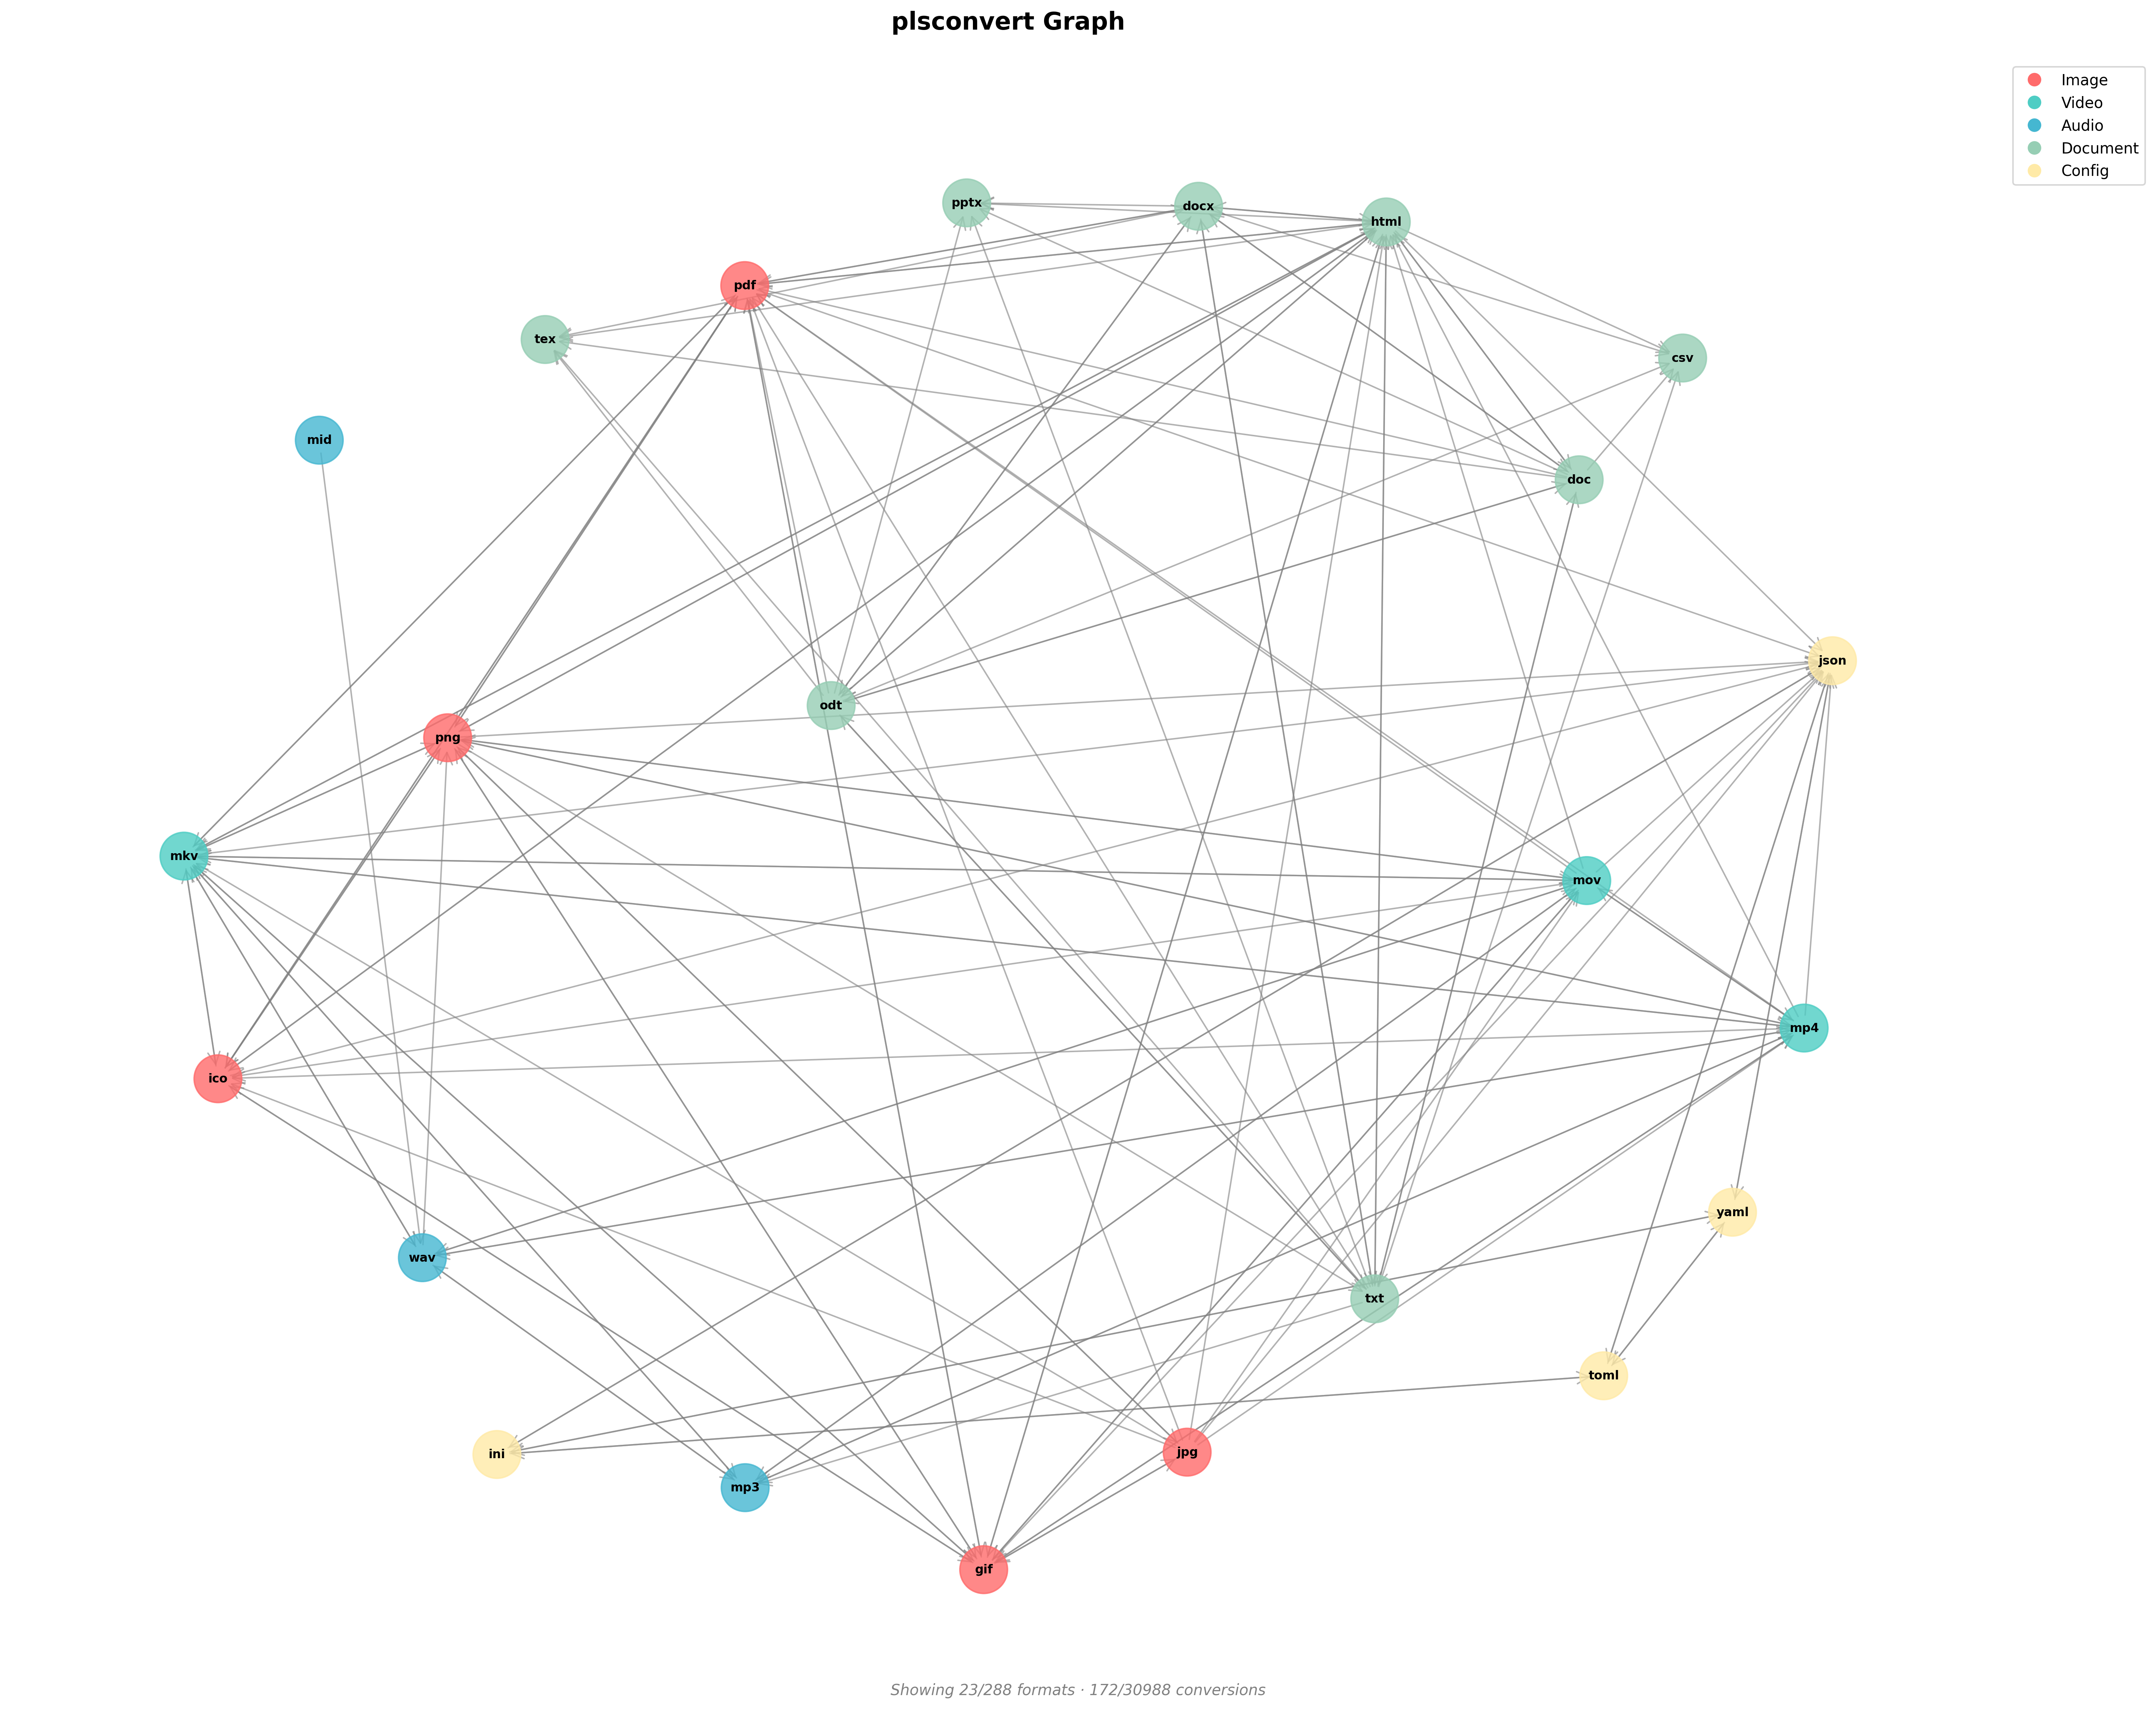 plsconvert Graph
Image
Video
Audio
Document
Config
pptx
docx
html
pdf
tex
csv
mid
doc
json
odt
png
mkv
mov
mp4
ico
yaml
wav
txt
toml
jpg
ini
mp3
gif
Showing 23/288 formats · 172/30988 conversions